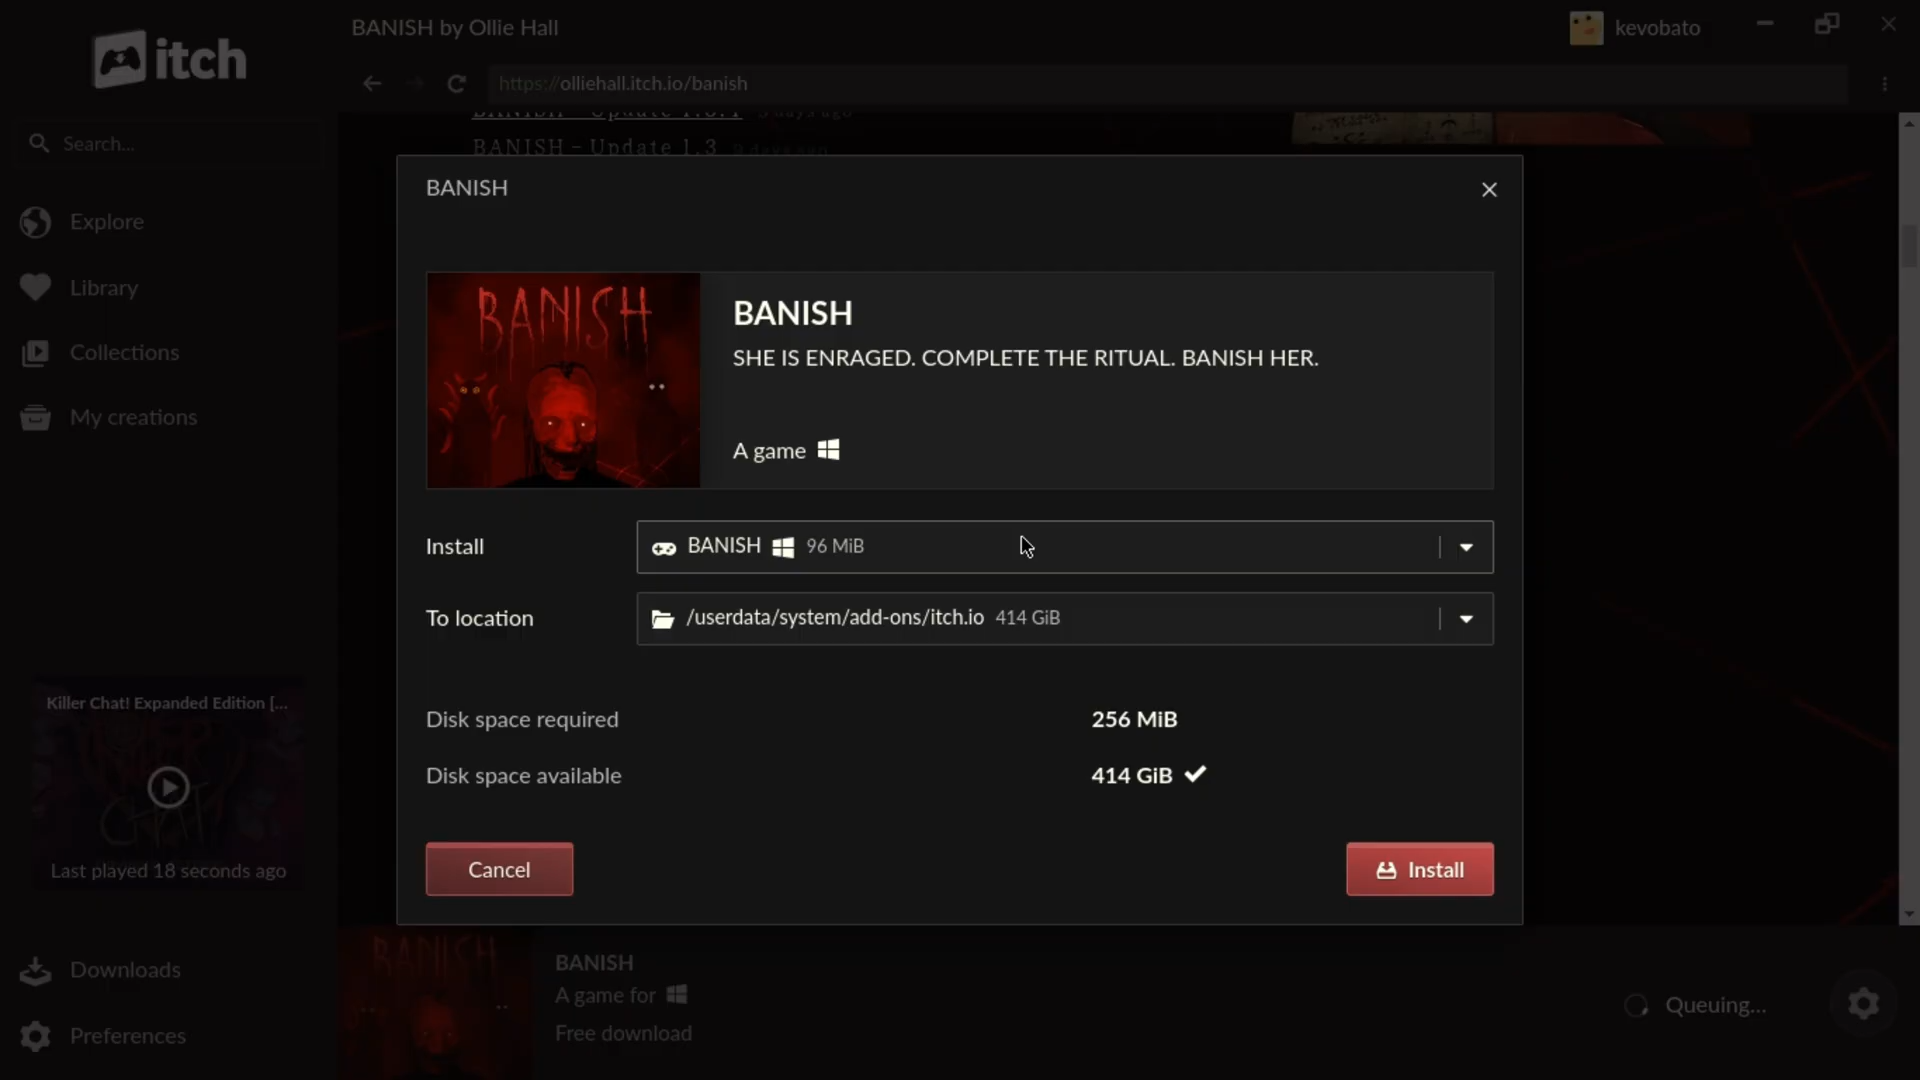 itch
BANISH by Ollie Hall
kevobato
https://olliehall.itch.io/banish
Search...
BANISH – Update 1.3 9 days ago
Explore
Library
Collections
My creations
Killer Chat! Expanded Edition [...
Last played 18 seconds ago
Downloads
Preferences
BANISH
BANISH
BANISH
SHE IS ENRAGED. COMPLETE THE RITUAL. BANISH HER.
A game
Install
BANISH 96 MiB
To location
/userdata/system/add-ons/itch.io 414 GiB
Disk space required 256 MiB
Disk space available 414 GiB
Cancel
Install
BANISH
BANISH
A game for
Free download
Queuing...